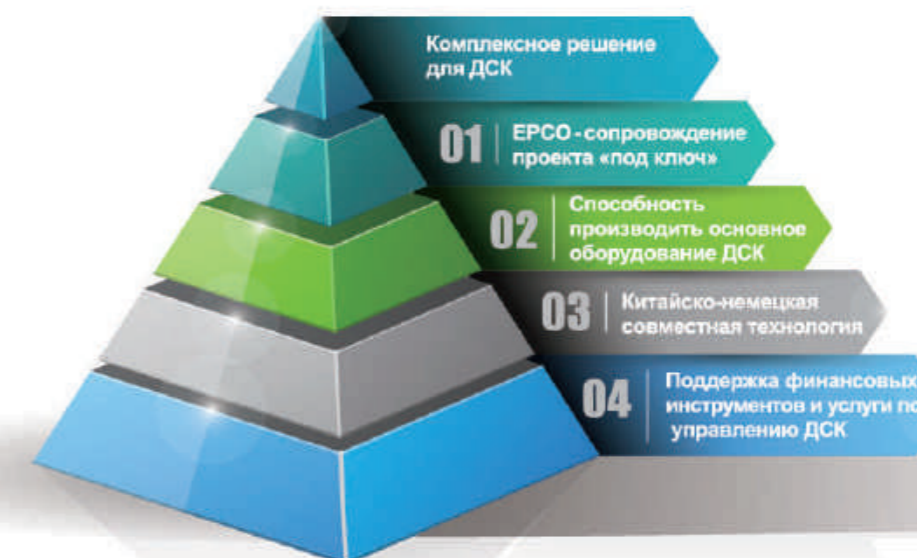 Комплексное решение
для ДСК
01
EPCO - сопровождение
проекта «под ключ»
02
Способность
производить основное
оборудование ДСК
03
Китайско-немецкая
совместная технология
04
Поддержка финансовых
инструментов и услуги по
управлению ДСК